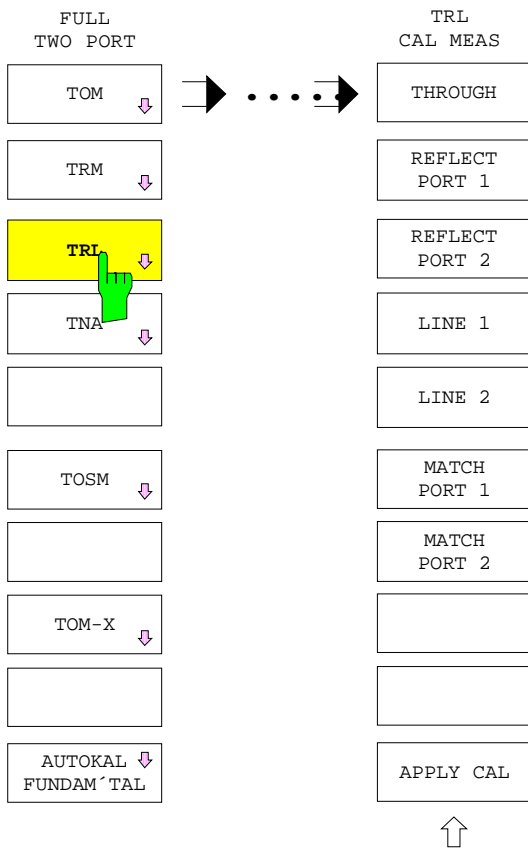 FULL
TWO PORT
TOM
TRM
TRL
TNA
TOSM
TOM-X
AUTOKAL
FUNDAM´TAL
TRL
CAL MEAS
THROUGH
REFLECT
PORT 1
REFLECT
PORT 2
LINE 1
LINE 2
MATCH
PORT 1
MATCH
PORT 2
APPLY CAL